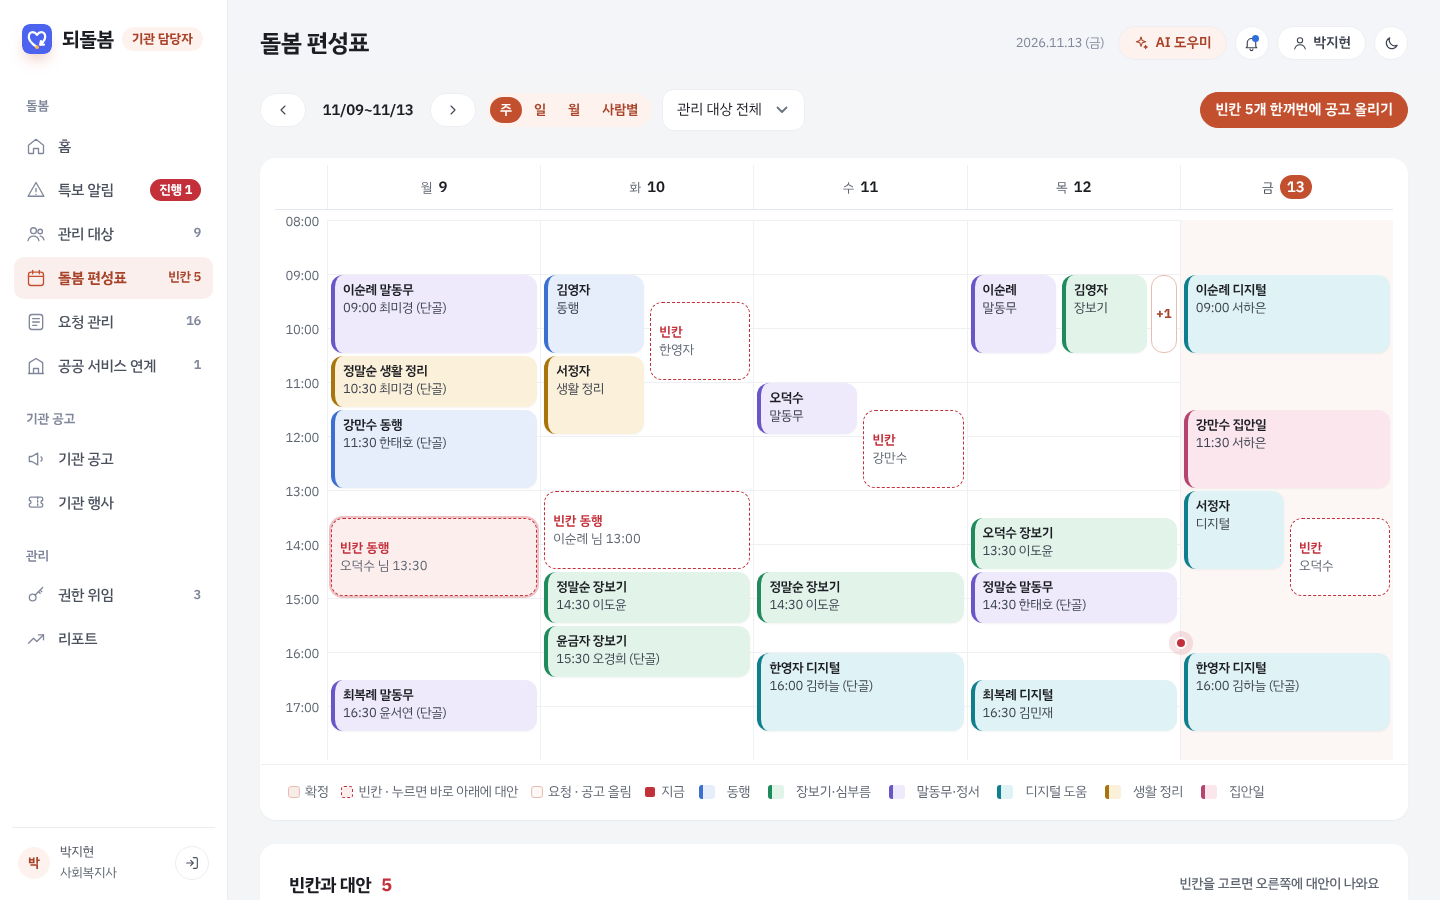 되돌봄
기관 담당자
돌봄
홈
특보 알림
진행 1
관리 대상
9
돌봄 편성표
빈칸 5
요청 관리
16
공공 서비스 연계
1
기관 공고
기관 공고
기관 행사
관리
권한 위임
3
리포트
박
박지현
사회복지사
돌봄 편성표
2026.11.13 (금)
AI 도우미
박지현
11/09~11/13
주
일
월
사람별
관리 대상 전체
빈칸 5개 한꺼번에 공고 올리기
월 9
화 10
수 11
목 12
금 13
08:00
09:00
10:00
11:00
12:00
13:00
14:00
15:00
16:00
17:00
이순례 말동무
09:00 최미경 (단골)
정말순 생활 정리
10:30 최미경 (단골)
강만수 동행
11:30 한태호 (단골)
빈칸 동행
오덕수 님 13:30
최복례 말동무
16:30 윤서연 (단골)
김영자
동행
빈칸
한영자
서정자
생활 정리
빈칸 동행
이순례 님 13:00
정말순 장보기
14:30 이도윤
윤금자 장보기
15:30 오경희 (단골)
오덕수
말동무
빈칸
강만수
정말순 장보기
14:30 이도윤
한영자 디지털
16:00 김하늘 (단골)
이순례
말동무
김영자
장보기
+1
오덕수 장보기
13:30 이도윤
정말순 말동무
14:30 한태호 (단골)
최복례 디지털
16:30 김민재
이순례 디지털
09:00 서하은
강만수 집안일
11:30 서하은
서정자
디지털
빈칸
오덕수
한영자 디지털
16:00 김하늘 (단골)
확정
빈칸 · 누르면 바로 아래에 대안
요청 · 공고 올림
지금
동행
장보기·심부름
말동무·정서
디지털 도움
생활 정리
집안일
빈칸과 대안 5
빈칸을 고르면 오른쪽에 대안이 나와요